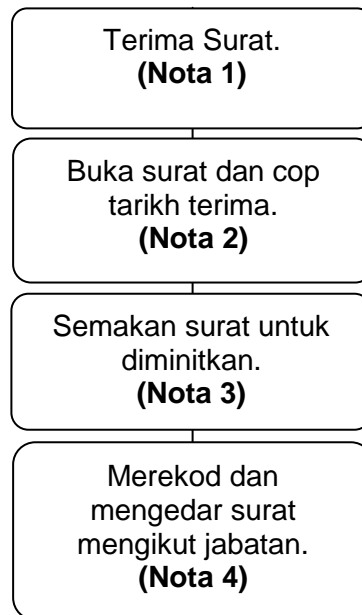 Terima Surat.
(Nota 1)
Buka surat dan cop
tarikh terima.
(Nota 2)
Semakan surat untuk
diminitkan.
(Nota 3)
Merekod dan
mengedar surat
mengikut jabatan.
(Nota 4)